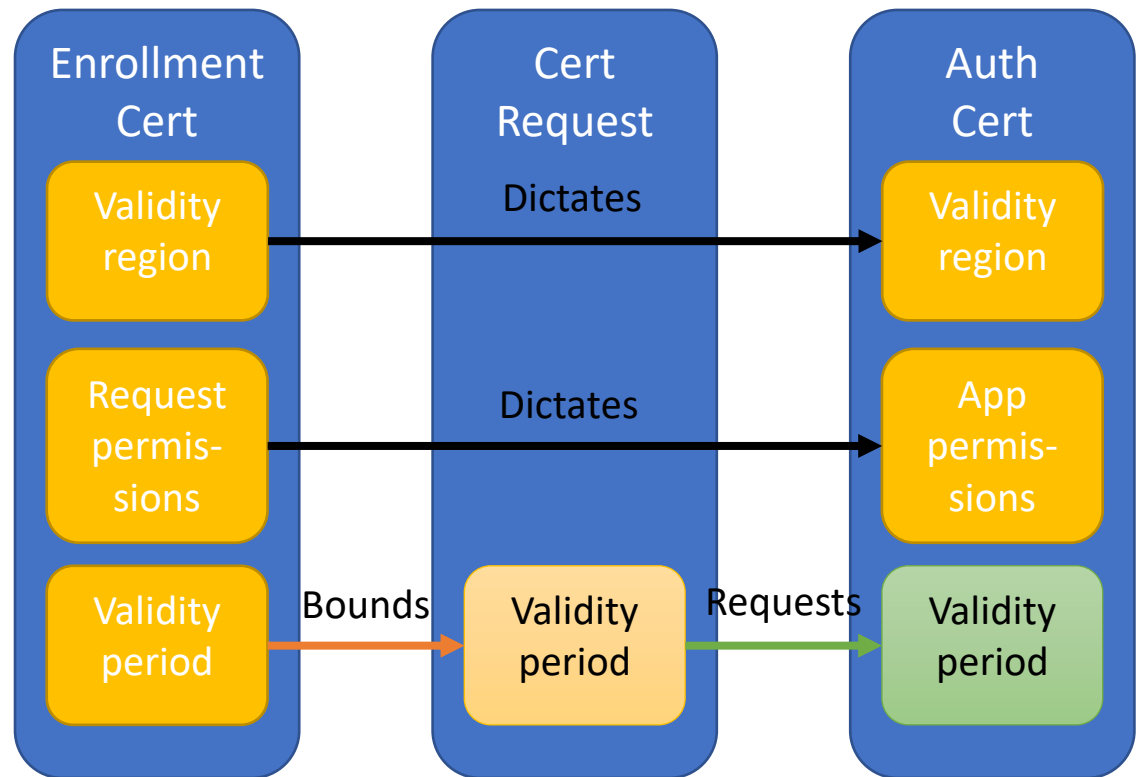 Enrollment
Cert
Cert
Request
Auth
Cert
Validity
region
Dictates
Validity
region
Request
permis-
sions
Dictates
App
permis-
sions
Validity
period
Bounds
Validity
period
Requests
Validity
period